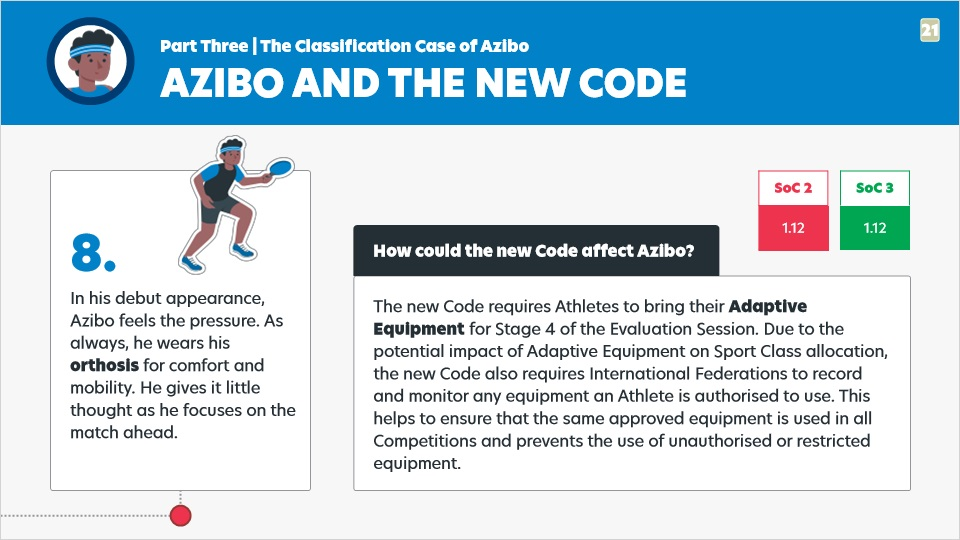 21
Part Three | The Classification Case of Azibo
AZIBO AND THE NEW CODE
8.
In his debut appearance,
Azibo feels the pressure. As
always, he wears his
orthosis for comfort and
mobility. He gives it little
thought as he focuses on the
match ahead.
SoC 2
1.12
SoC 3
1.12
How could the new Code affect Azibo?
The new Code requires Athletes to bring their Adaptive
Equipment for Stage 4 of the Evaluation Session. Due to the
potential impact of Adaptive Equipment on Sport Class allocation,
the new Code also requires International Federations to record
and monitor any equipment an Athlete is authorised to use. This
helps to ensure that the same approved equipment is used in all
Competitions and prevents the use of unauthorised or restricted
equipment.